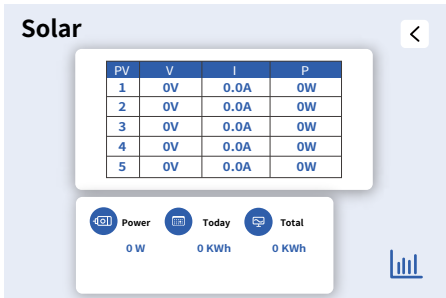 Solar
PV V I P
1 0V 0.0A 0W
2 0V 0.0A 0W
3 0V 0.0A 0W
4 0V 0.0A 0W
5 0V 0.0A 0W
Power Today Total
0 W 0 KWh 0 KWh